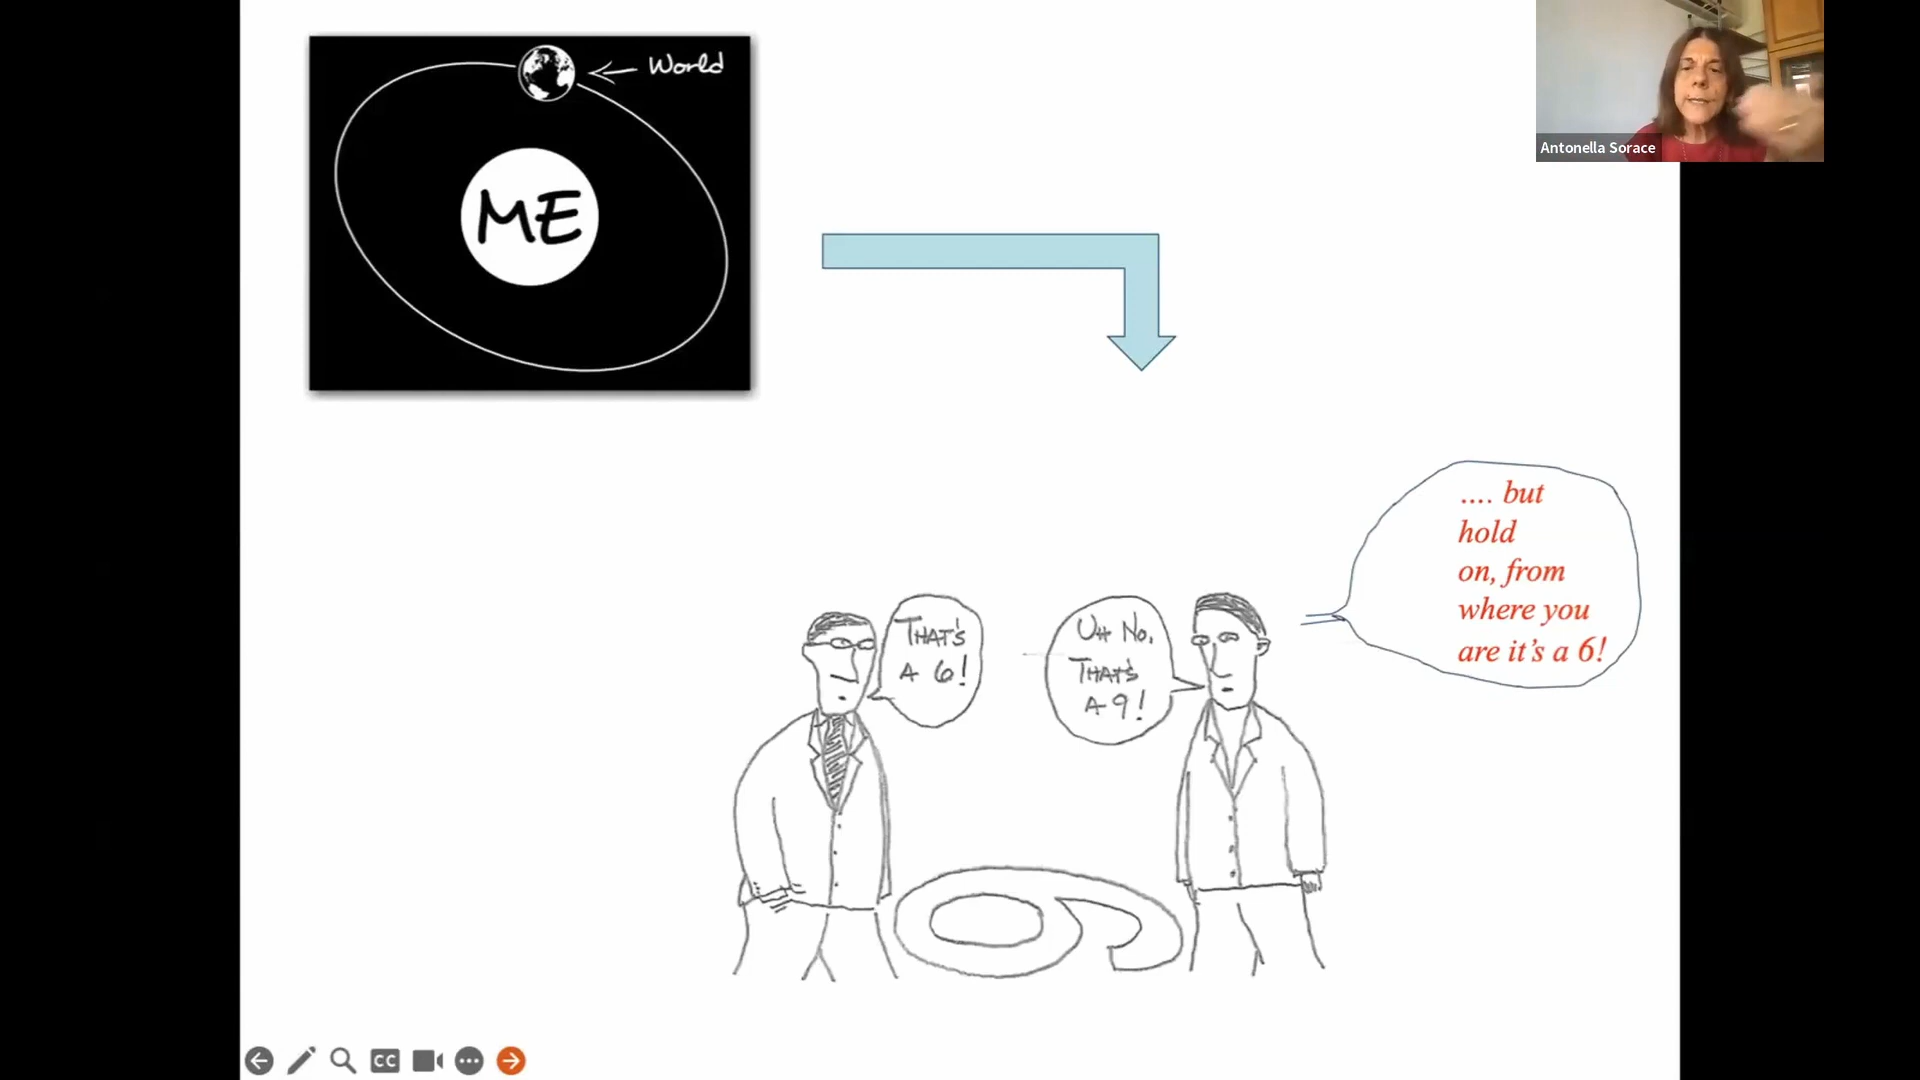 World
ME
Antonella Sorace
.... but
hold
on, from
where you
are it's a 6!
THAT'S
A 6!
UH NO,
THAT'S
A 9!
CC